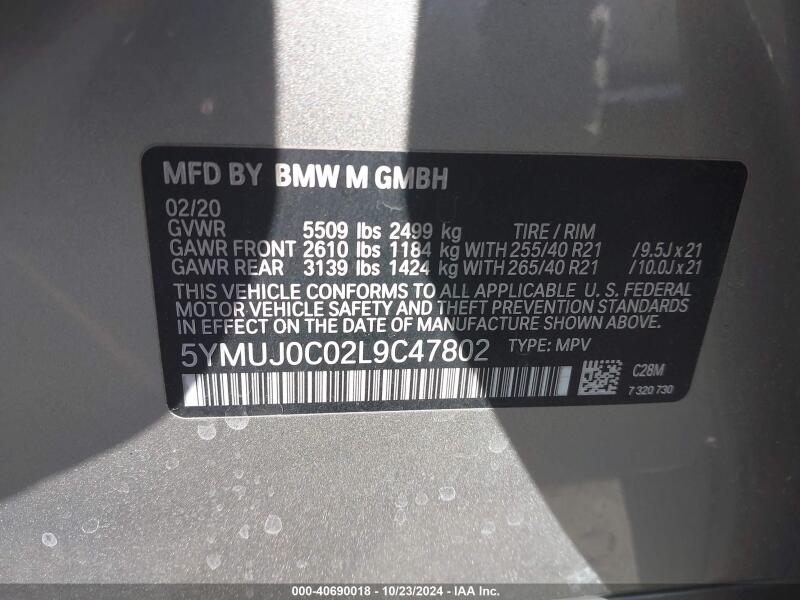 MFD BY BMW M GMBH
02/20
GVWR 5509 lbs 2499 kg TIRE / RIM
GAWR FRONT 2610 lbs 1184 kg WITH 255/40 R21 /9.5J x 21
GAWR REAR 3139 lbs 1424 kg WITH 265/40 R21 /10.0J x 21
THIS VEHICLE CONFORMS TO ALL APPLICABLE U. S. FEDERAL
MOTOR VEHICLE SAFETY AND THEFT PREVENTION STANDARDS
IN EFFECT ON THE DATE OF MANUFACTURE SHOWN ABOVE.
5YMUJ0C02L9C47802 TYPE: MPV
C28M
7 320 730
000-40690018 - 10/23/2024 - IAA Inc.